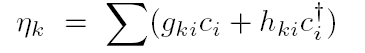 η_k = ∑(g_{ki}c_i + h_{ki}c_i^†)